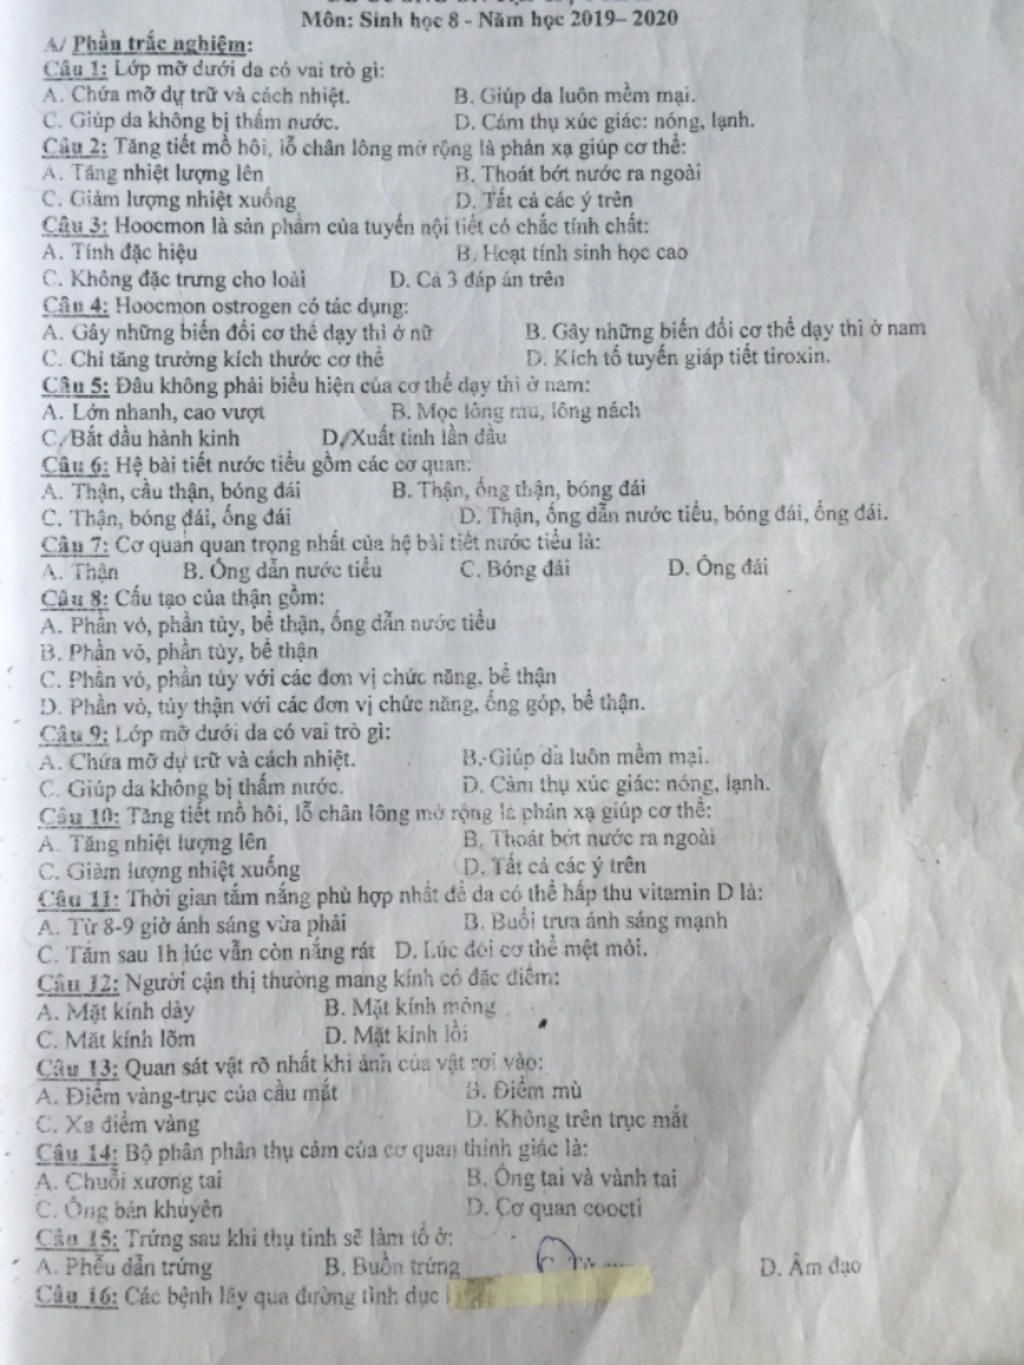 Môn: Sinh học 8 - Năm học 2019– 2020
A/ Phần trắc nghiệm:
Câu 1: Lớp mỡ dưới da có vai trò gì:
A. Chứa mỡ dự trữ và cách nhiệt. B. Giúp da luôn mềm mại.
C. Giúp da không bị thấm nước. D. Cảm thụ xúc giác: nóng, lạnh.
Câu 2: Tăng tiết mồ hôi, lỗ chân lông mở rộng là phản xạ giúp cơ thể:
A. Tăng nhiệt lượng lên B. Thoát bớt nước ra ngoài
C. Giảm lượng nhiệt xuống D. Tất cả các ý trên
Câu 3: Hoocmon là sản phẩm của tuyến nội tiết có chắc tính chất:
A. Tính đặc hiệu B. Hoạt tính sinh học cao
C. Không đặc trưng cho loài D. Cả 3 đáp án trên
Câu 4: Hoocmon ostrogen có tác dụng:
A. Gây những biến đổi cơ thể dạy thì ở nữ B. Gây những biến đổi cơ thể dạy thì ở nam
C. Chỉ tăng trưởng kích thước cơ thể D. Kích tố tuyến giáp tiết tiroxin.
Câu 5: Đâu không phải biểu hiện của cơ thể dạy thì ở nam:
A. Lớn nhanh, cao vượt B. Mọc lông mu, lông nách
C. Bắt đầu hành kinh D. Xuất tinh lần đầu
Câu 6: Hệ bài tiết nước tiểu gồm các cơ quan:
A. Thận, cầu thận, bóng đái B. Thận, ống thận, bóng đái
C. Thận, bóng đái, ống đái D. Thận, ống dẫn nước tiểu, bóng đái, ống đái.
Câu 7: Cơ quan quan trọng nhất của hệ bài tiết nước tiểu là:
A. Thận B. Ống dẫn nước tiểu C. Bóng đái D. Ống đái
Câu 8: Cấu tạo của thận gồm:
A. Phần vỏ, phần tủy, bể thận, ống dẫn nước tiểu
B. Phần vỏ, phần tủy, bể thận
C. Phần vỏ, phần tủy với các đơn vị chức năng, bể thận
D. Phần vỏ, tủy thận với các đơn vị chức năng, ống góp, bể thận.
Câu 9: Lớp mỡ dưới da có vai trò gì:
A. Chứa mỡ dự trữ và cách nhiệt. B. Giúp da luôn mềm mại.
C. Giúp da không bị thấm nước. D. Cảm thụ xúc giác: nóng, lạnh.
Câu 10: Tăng tiết mồ hôi, lỗ chân lông mở rộng là phản xạ giúp cơ thể:
A. Tăng nhiệt lượng lên B. Thoát bớt nước ra ngoài
C. Giảm lượng nhiệt xuống D. Tất cả các ý trên
Câu 11: Thời gian tắm nắng phù hợp nhất để da có thể hấp thu vitamin D là:
A. Từ 8-9 giờ ánh sáng vừa phải B. Buổi trưa ánh sáng mạnh
C. Tắm sau 1h lúc vẫn còn nắng rát D. Lúc đói cơ thể mệt mỏi.
Câu 12: Người cận thị thường mang kính có đặc điểm:
A. Mặt kính dày B. Mặt kính mỏng
C. Măt kính lõm D. Mặt kính lồi
Câu 13: Quan sát vật rõ nhất khi ảnh của vật rơi vào:
A. Điểm vàng-trục của cầu mắt B. Điểm mù
C. Xa điểm vàng D. Không trên trục mắt
Câu 14: Bộ phân phân thụ cảm của cơ quan thính giác là:
A. Chuỗi xương tai B. Ống tai và vành tai
C. Ống bán khuyên D. Cơ quan coocti
Câu 15: Trứng sau khi thụ tinh sẽ làm tổ ở:
A. Phễu dẫn trứng B. Buồn trứng C. D. Âm đạo
Câu 16: Các bệnh lây qua đường tình dục